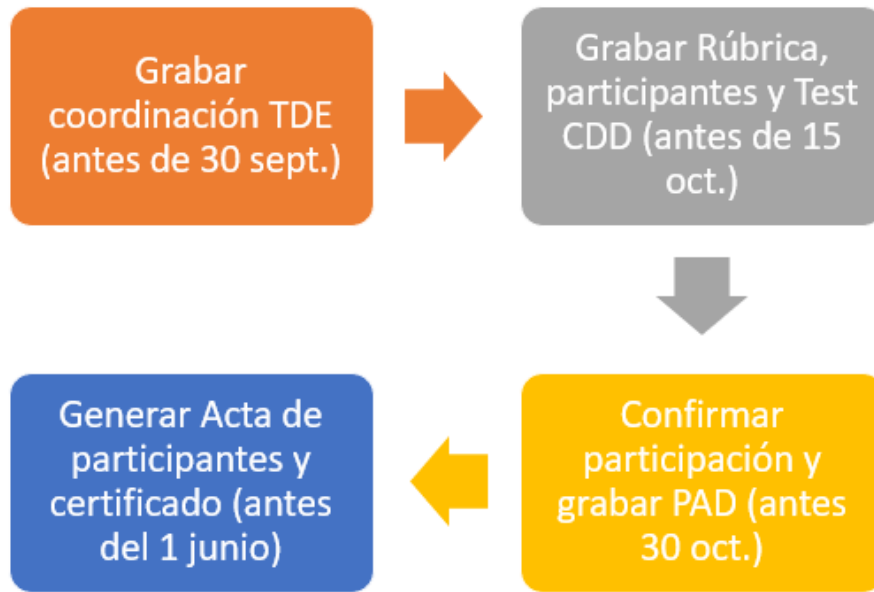 Grabar
coordinación TDE
(antes de 30 sept.)
Grabar Rúbrica,
participantes y Test
CDD (antes de 15
oct.)
Confirmar
participación y
grabar PAD (antes
30 oct.)
Generar Acta de
participantes y
certificado (antes
del 1 junio)